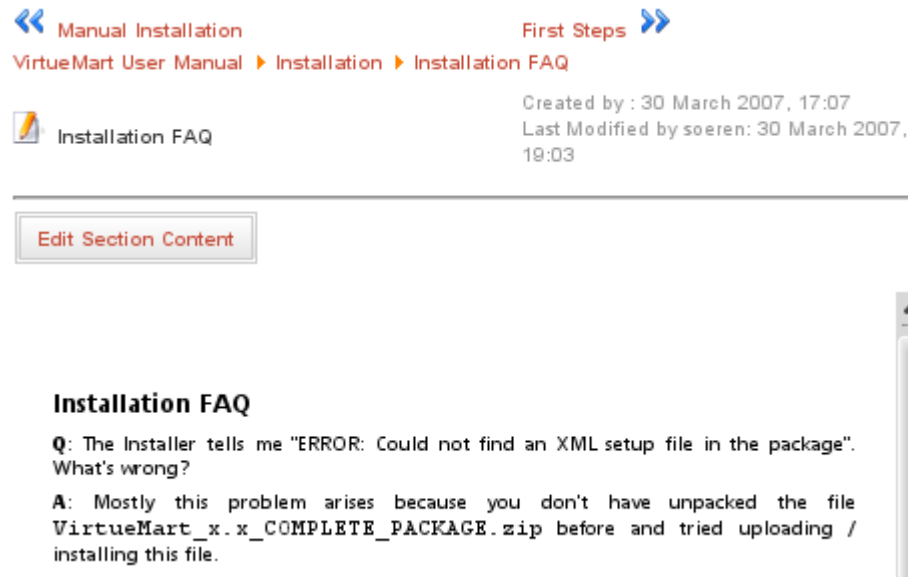 Manual Installation First Steps
VirtueMart User Manual Installation Installation FAQ
Installation FAQ
Created by : 30 March 2007, 17:07
Last Modified by soeren: 30 March 2007,
19:03
Edit Section Content
Installation FAQ
Q: The Installer tells me "ERROR: Could not find an XML setup file in the package".
What's wrong?
A: Mostly this problem arises because you don't have unpacked the file
VirtueMart_x.x_COMPLETE_PACKAGE.zip before and tried uploading /
installing this file.